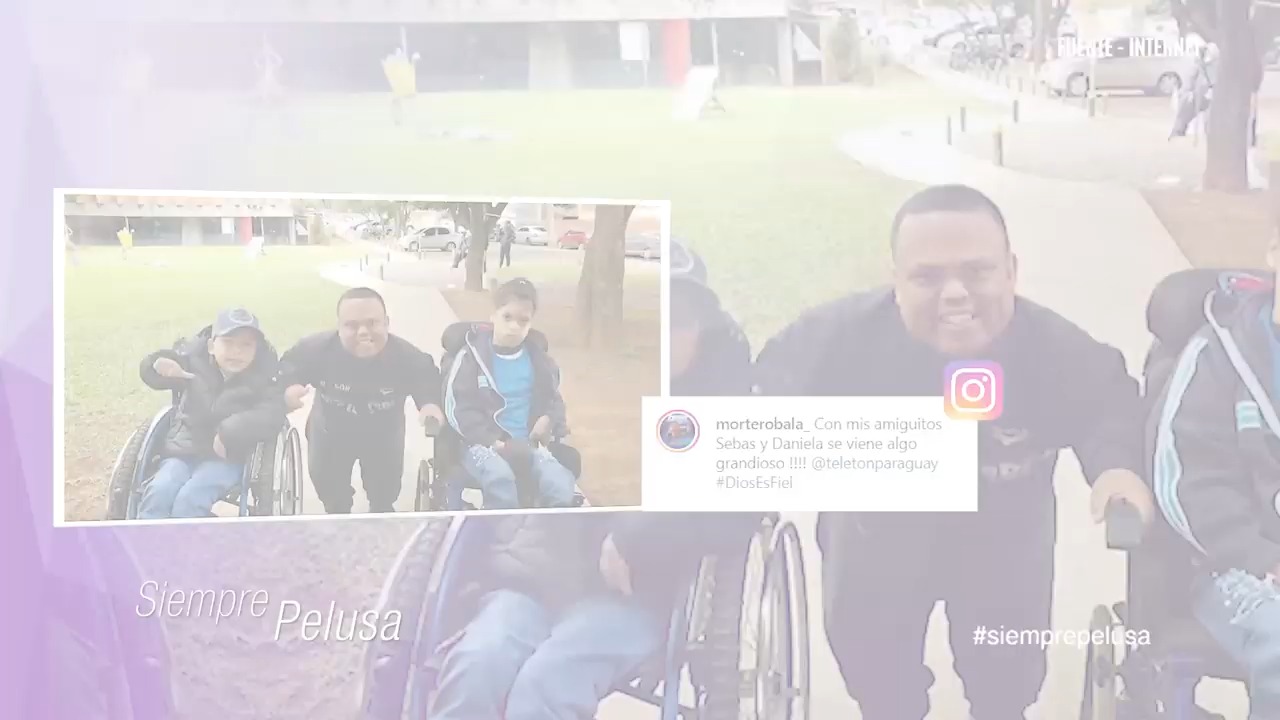 FUENTE - INTERNET
morterobala_ Con mis amiguitos
Sebas y Daniela se viene algo
grandioso !!!! @teletonparaguay
#DiosEsFiel
Siempre
Pelusa
#siemprepelusa